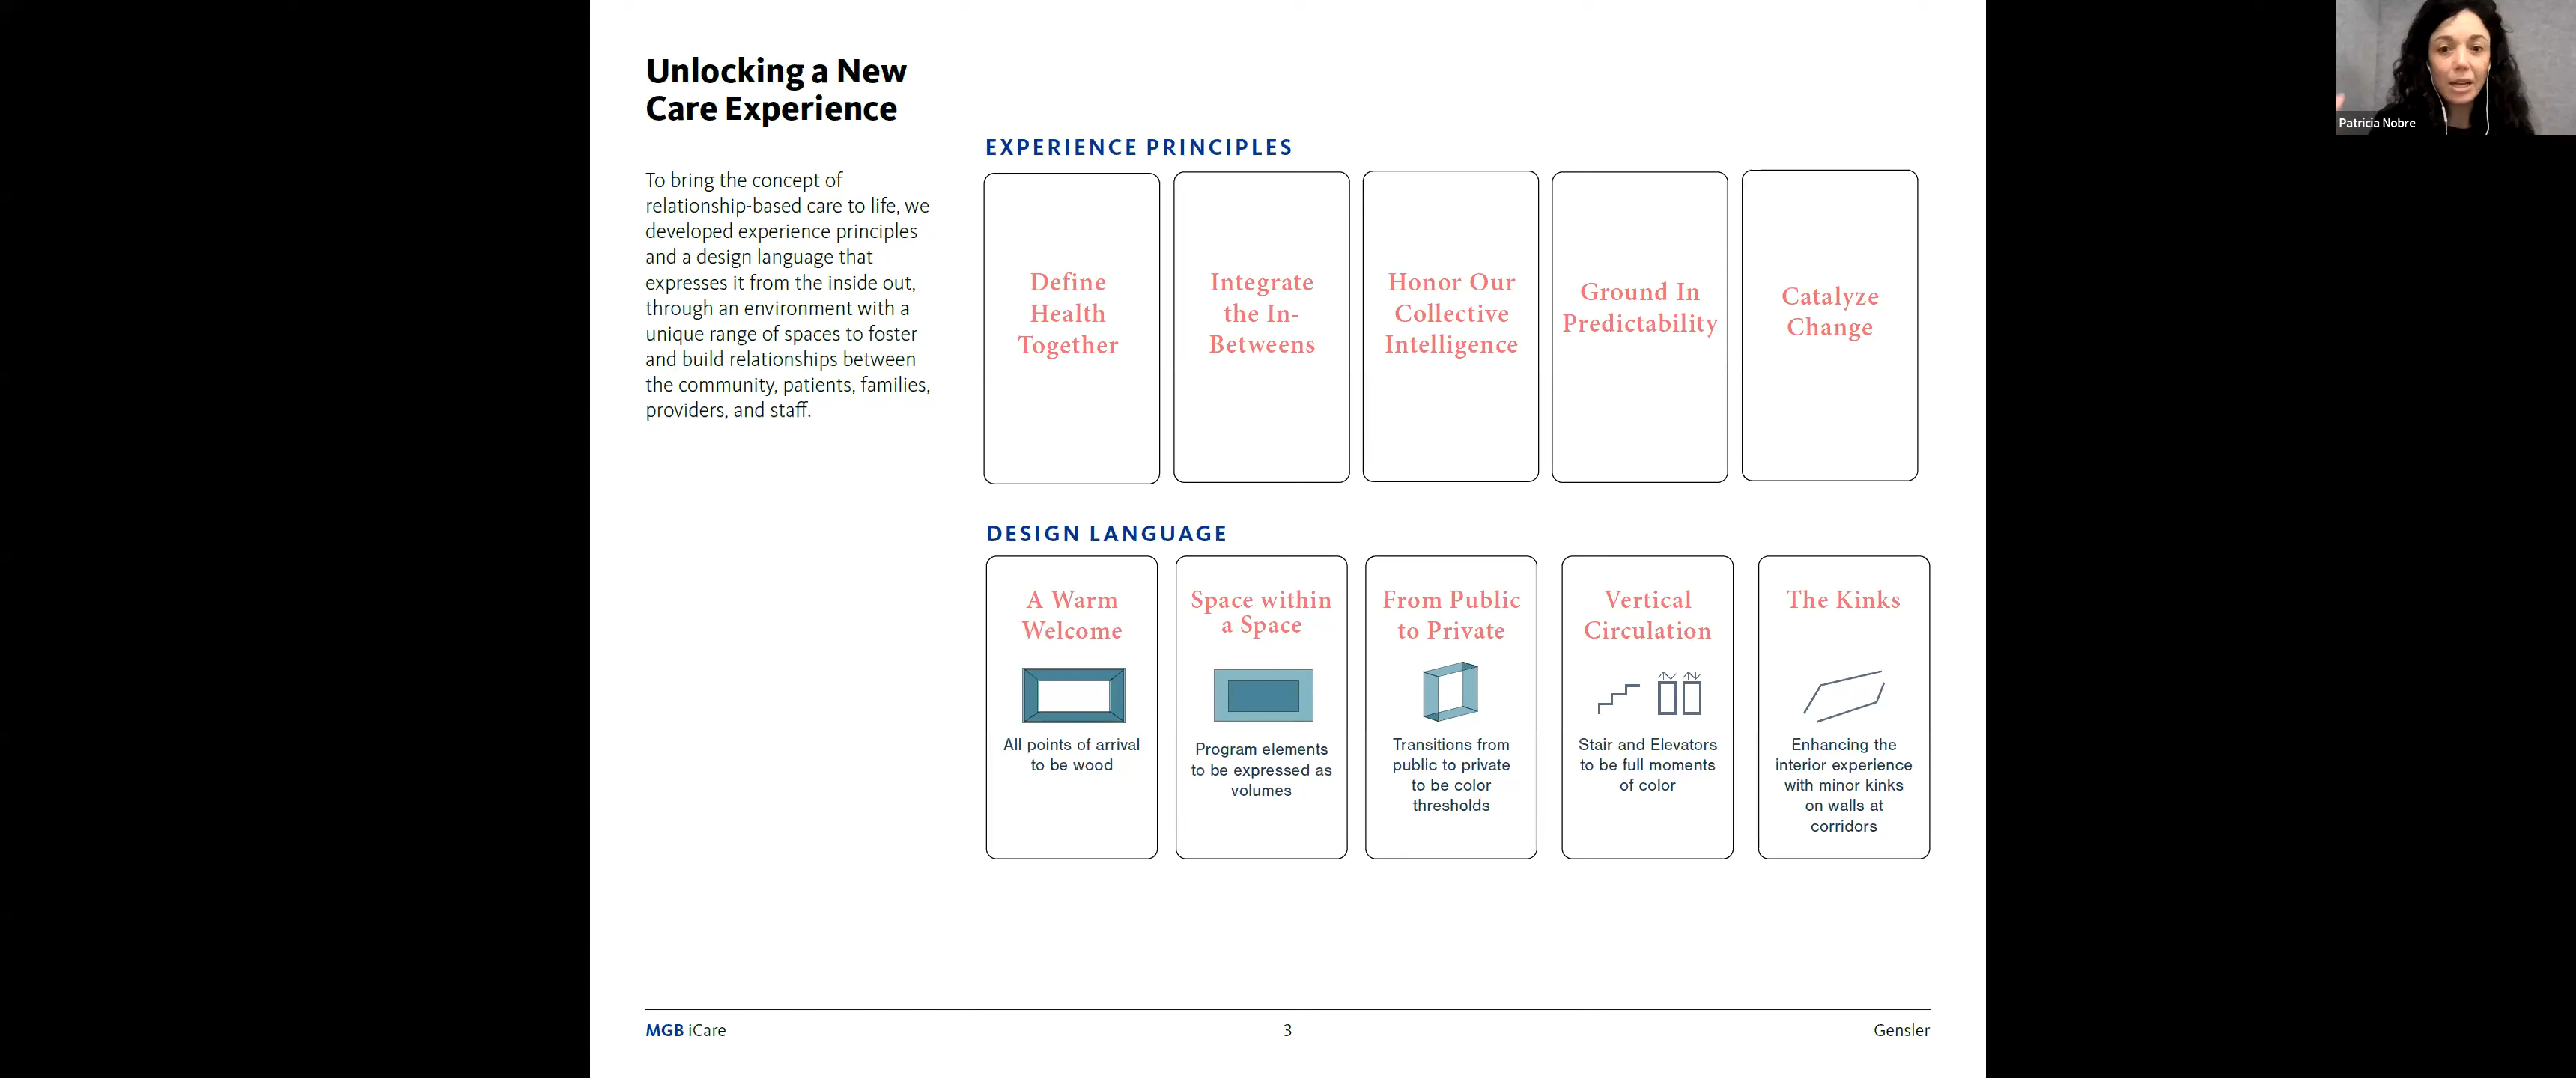 Unlocking a New
Care Experience
To bring the concept of
relationship-based care to life, we
developed experience principles
and a design language that
expresses it from the inside out,
through an environment with a
unique range of spaces to foster
and build relationships between
the community, patients, families,
providers, and staff.
EXPERIENCE PRINCIPLES
Define
Health
Together
Integrate
the In-
Betweens
Honor Our
Collective
Intelligence
Ground In
Predictability
Catalyze
Change
DESIGN LANGUAGE
A Warm
Welcome
All points of arrival
to be wood
Space within
a Space
Program elements
to be expressed as
volumes
From Public
to Private
Transitions from
public to private
to be color
thresholds
Vertical
Circulation
Stair and Elevators
to be full moments
of color
The Kinks
Enhancing the
interior experience
with minor kinks
on walls at
corridors
MGB iCare
3
Gensler
Patricia Nobre